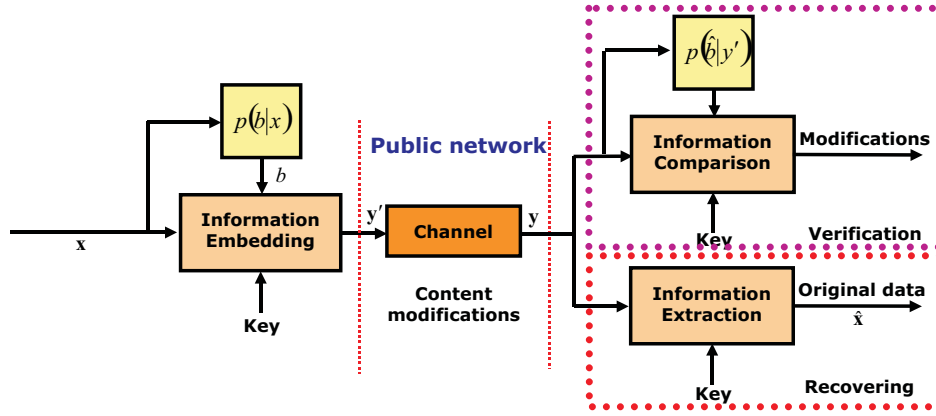 p(b|x)
b
x
Information
Embedding
Key
y′
Public network
Channel
Content
modifications
y
p(b̂|y′)
Information
Comparison
Modifications
Key
Verification
Information
Extraction
Original data
x̂
Key
Recovering